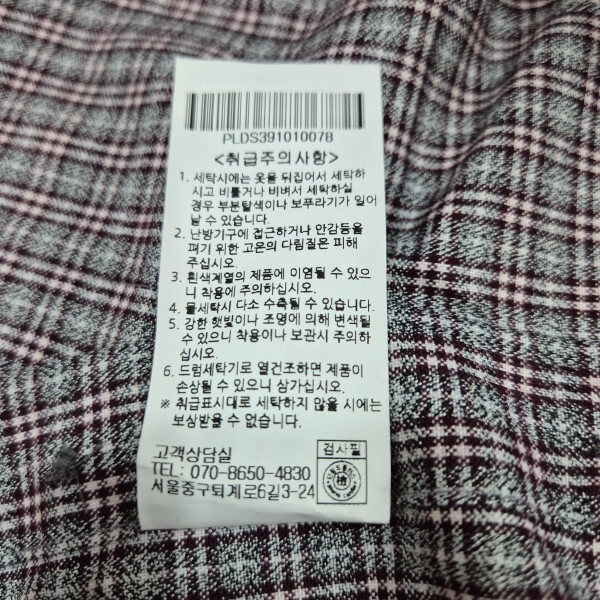 PLDS391010078
<취급주의사항>
1. 세탁시에는 옷을 뒤집어서 세탁하
시고 비틀거나 비벼서 세탁하실
경우 부분탈색이나 보푸라기가 일어
날 수 있습니다.
2. 난방기구에 접근하거나 안감등을
펴기 위한 고온의 다림질은 피해
주십시오.
3. 흰색계열의 제품에 이염될 수 있으
니 착용에 주의하십시오.
4. 물세탁시 다소 수축될 수 있습니다.
5. 강한 햇빛이나 조명에 의해 변색될
수 있으니 착용이나 보관시 주의하
십시오.
6. 드럼세탁기로 열건조하면 제품이
손상될 수 있으니 삼가십시오.
※ 취급표시대로 세탁하지 않을 시에는
보상받을 수 없습니다.
고객상담실
TEL: 070-8650-4830
서울중구퇴계로6길3-24
검사필